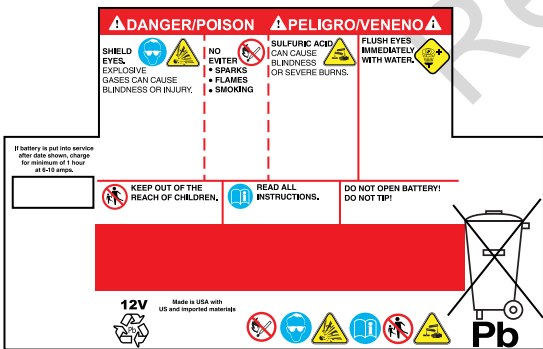 DANGER/POISON
PELIGRO/VENENO
SHIELD
EYES.
EXPLOSIVE
GASES CAN CAUSE
BLINDNESS OR INJURY.
NO
EVITER
• SPARKS
• FLAMES
• SMOKING
SULFURIC ACID
CAN CAUSE
BLINDNESS
OR SEVERE BURNS.
FLUSH EYES
IMMEDIATELY
WITH WATER.
If battery is put into service
after date shown, charge
for minimum of 1 hour
at 6-10 amps.
KEEP OUT OF THE
REACH OF CHILDREN.
READ ALL
INSTRUCTIONS.
DO NOT OPEN BATTERY!
DO NOT TIP!
12V
Pb
Made is USA with
US and imported materials
Pb